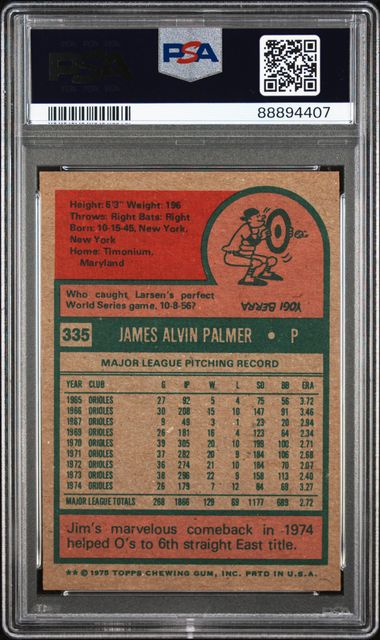 PSA
PSA
88894407
Height: 6'3" Weight: 196
Throws: Right Bats: Right
Born: 10-15-45, New York,
New York
Home: Timonium,
Maryland
YOGI BERRA
Who caught Larsen's perfect
World Series game, 10-8-56?
335 JAMES ALVIN PALMER • P
MAJOR LEAGUE PITCHING RECORD
YEAR CLUB G IP W L SO BB ERA
1965 ORIOLES 27 92 5 4 75 56 3.72
1966 ORIOLES 30 208 15 10 147 91 3.46
1967 ORIOLES 9 49 3 1 23 20 2.94
1969 ORIOLES 26 181 16 4 123 64 2.34
1970 ORIOLES 39 305 20 10 199 100 2.71
1971 ORIOLES 37 282 20 9 184 106 2.68
1972 ORIOLES 36 274 21 10 184 70 2.07
1973 ORIOLES 38 296 22 9 158 113 2.40
1974 ORIOLES 26 179 7 12 84 69 3.27
MAJOR LEAGUE TOTALS 268 1866 129 69 1177 689 2.72
Jim's marvelous comeback in 1974
helped O's to 6th straight East title.
** © 1975 TOPPS CHEWING GUM, INC. PRTD. IN U.S.A.